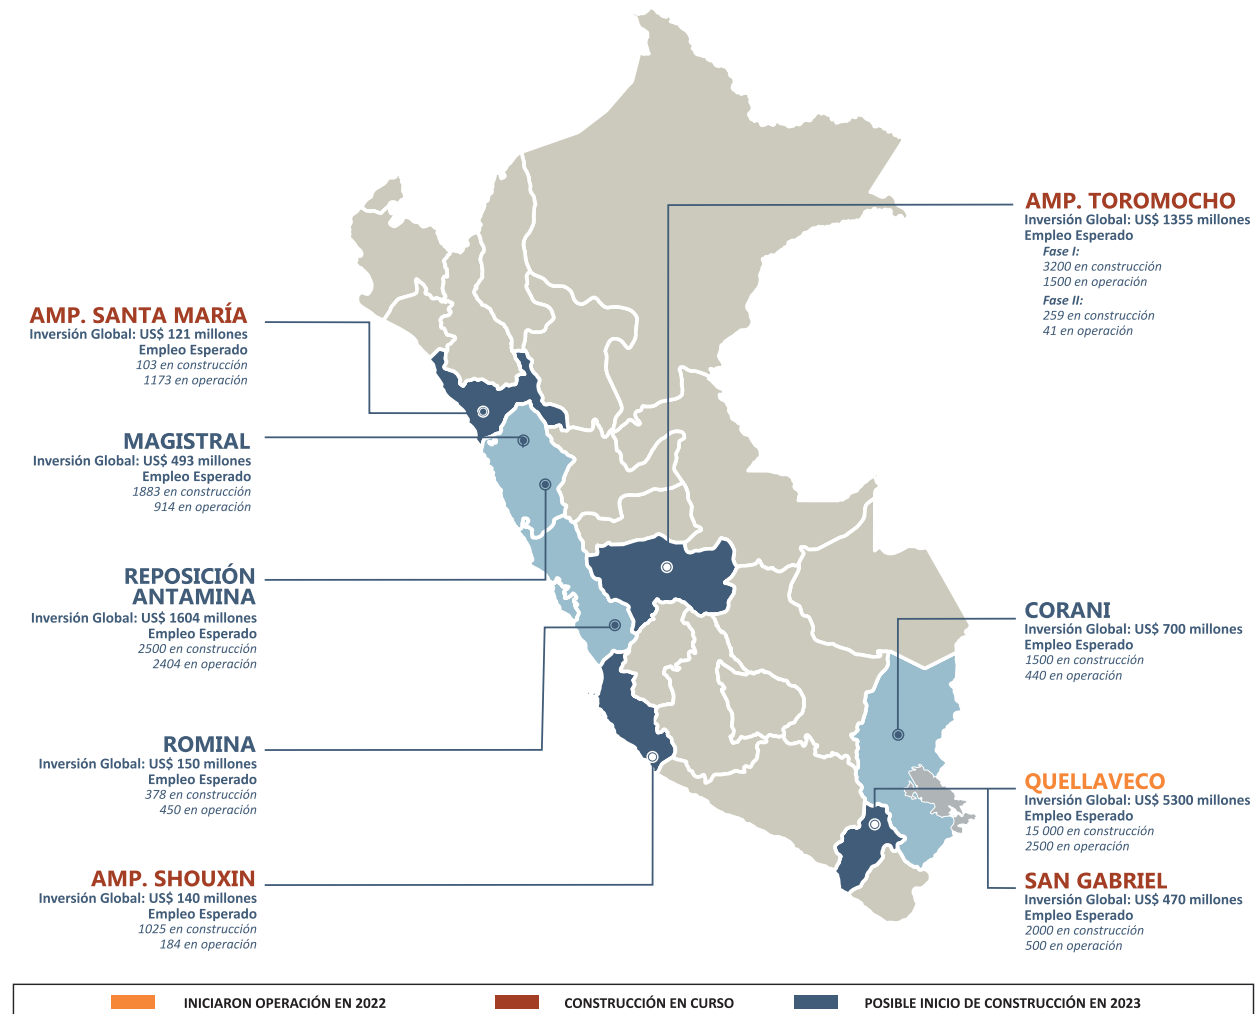 AMP. TOROMOCHO
Inversión Global: US$ 1355 millones
Empleo Esperado
Fase I:
3200 en construcción
1500 en operación
Fase II:
259 en construcción
41 en operación
AMP. SANTA MARÍA
Inversión Global: US$ 121 millones
Empleo Esperado
103 en construcción
1173 en operación
MAGISTRAL
Inversión Global: US$ 493 millones
Empleo Esperado
1883 en construcción
914 en operación
REPOSICIÓN
ANTAMINA
Inversión Global: US$ 1604 millones
Empleo Esperado
2500 en construcción
2404 en operación
CORANI
Inversión Global: US$ 700 millones
Empleo Esperado
1500 en construcción
440 en operación
ROMINA
Inversión Global: US$ 150 millones
Empleo Esperado
378 en construcción
450 en operación
QUELLAVECO
Inversión Global: US$ 5300 millones
Empleo Esperado
15 000 en construcción
2500 en operación
AMP. SHOUXIN
Inversión Global: US$ 140 millones
Empleo Esperado
1025 en construcción
184 en operación
SAN GABRIEL
Inversión Global: US$ 470 millones
Empleo Esperado
2000 en construcción
500 en operación
INICIARON OPERACIÓN EN 2022
CONSTRUCCIÓN EN CURSO
POSIBLE INICIO DE CONSTRUCCIÓN EN 2023